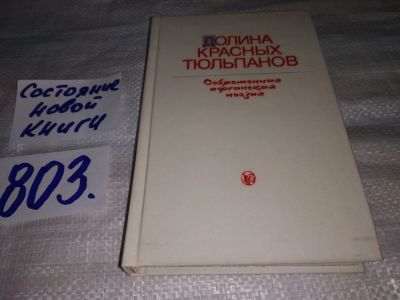 Состояние
новой
книги
803.
ДОЛИНА
КРАСНЫХ
ТЮЛЬПАНОВ
Современная
афганская
поэзия